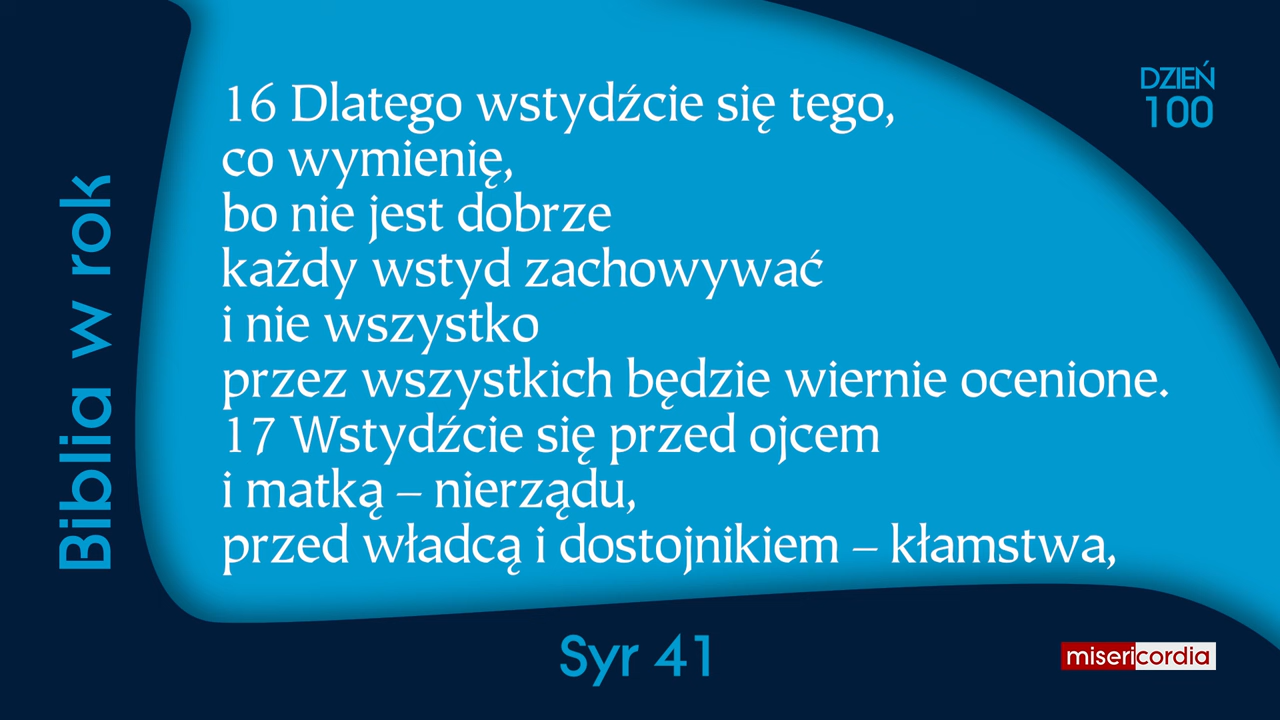 DZIEŃ
100
16 Dlatego wstydźcie się tego,
co wymienię,
bo nie jest dobrze
każdy wstyd zachowywać
i nie wszystko
przez wszystkich będzie wiernie ocenione.
17 Wstydźcie się przed ojcem
i matką – nierządu,
przed władcą i dostojnikiem – kłamstwa,
Biblia w rok
Syr 41
misericordia